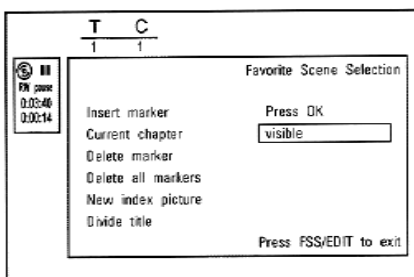 T C
1 1
RW pause
0:03:40
0:00:14
Favorite Scene Selection
Insert marker Press OK
Current chapter visible
Delete marker
Delete all markers
New index picture
Divide title
Press FSS/EDIT to exit